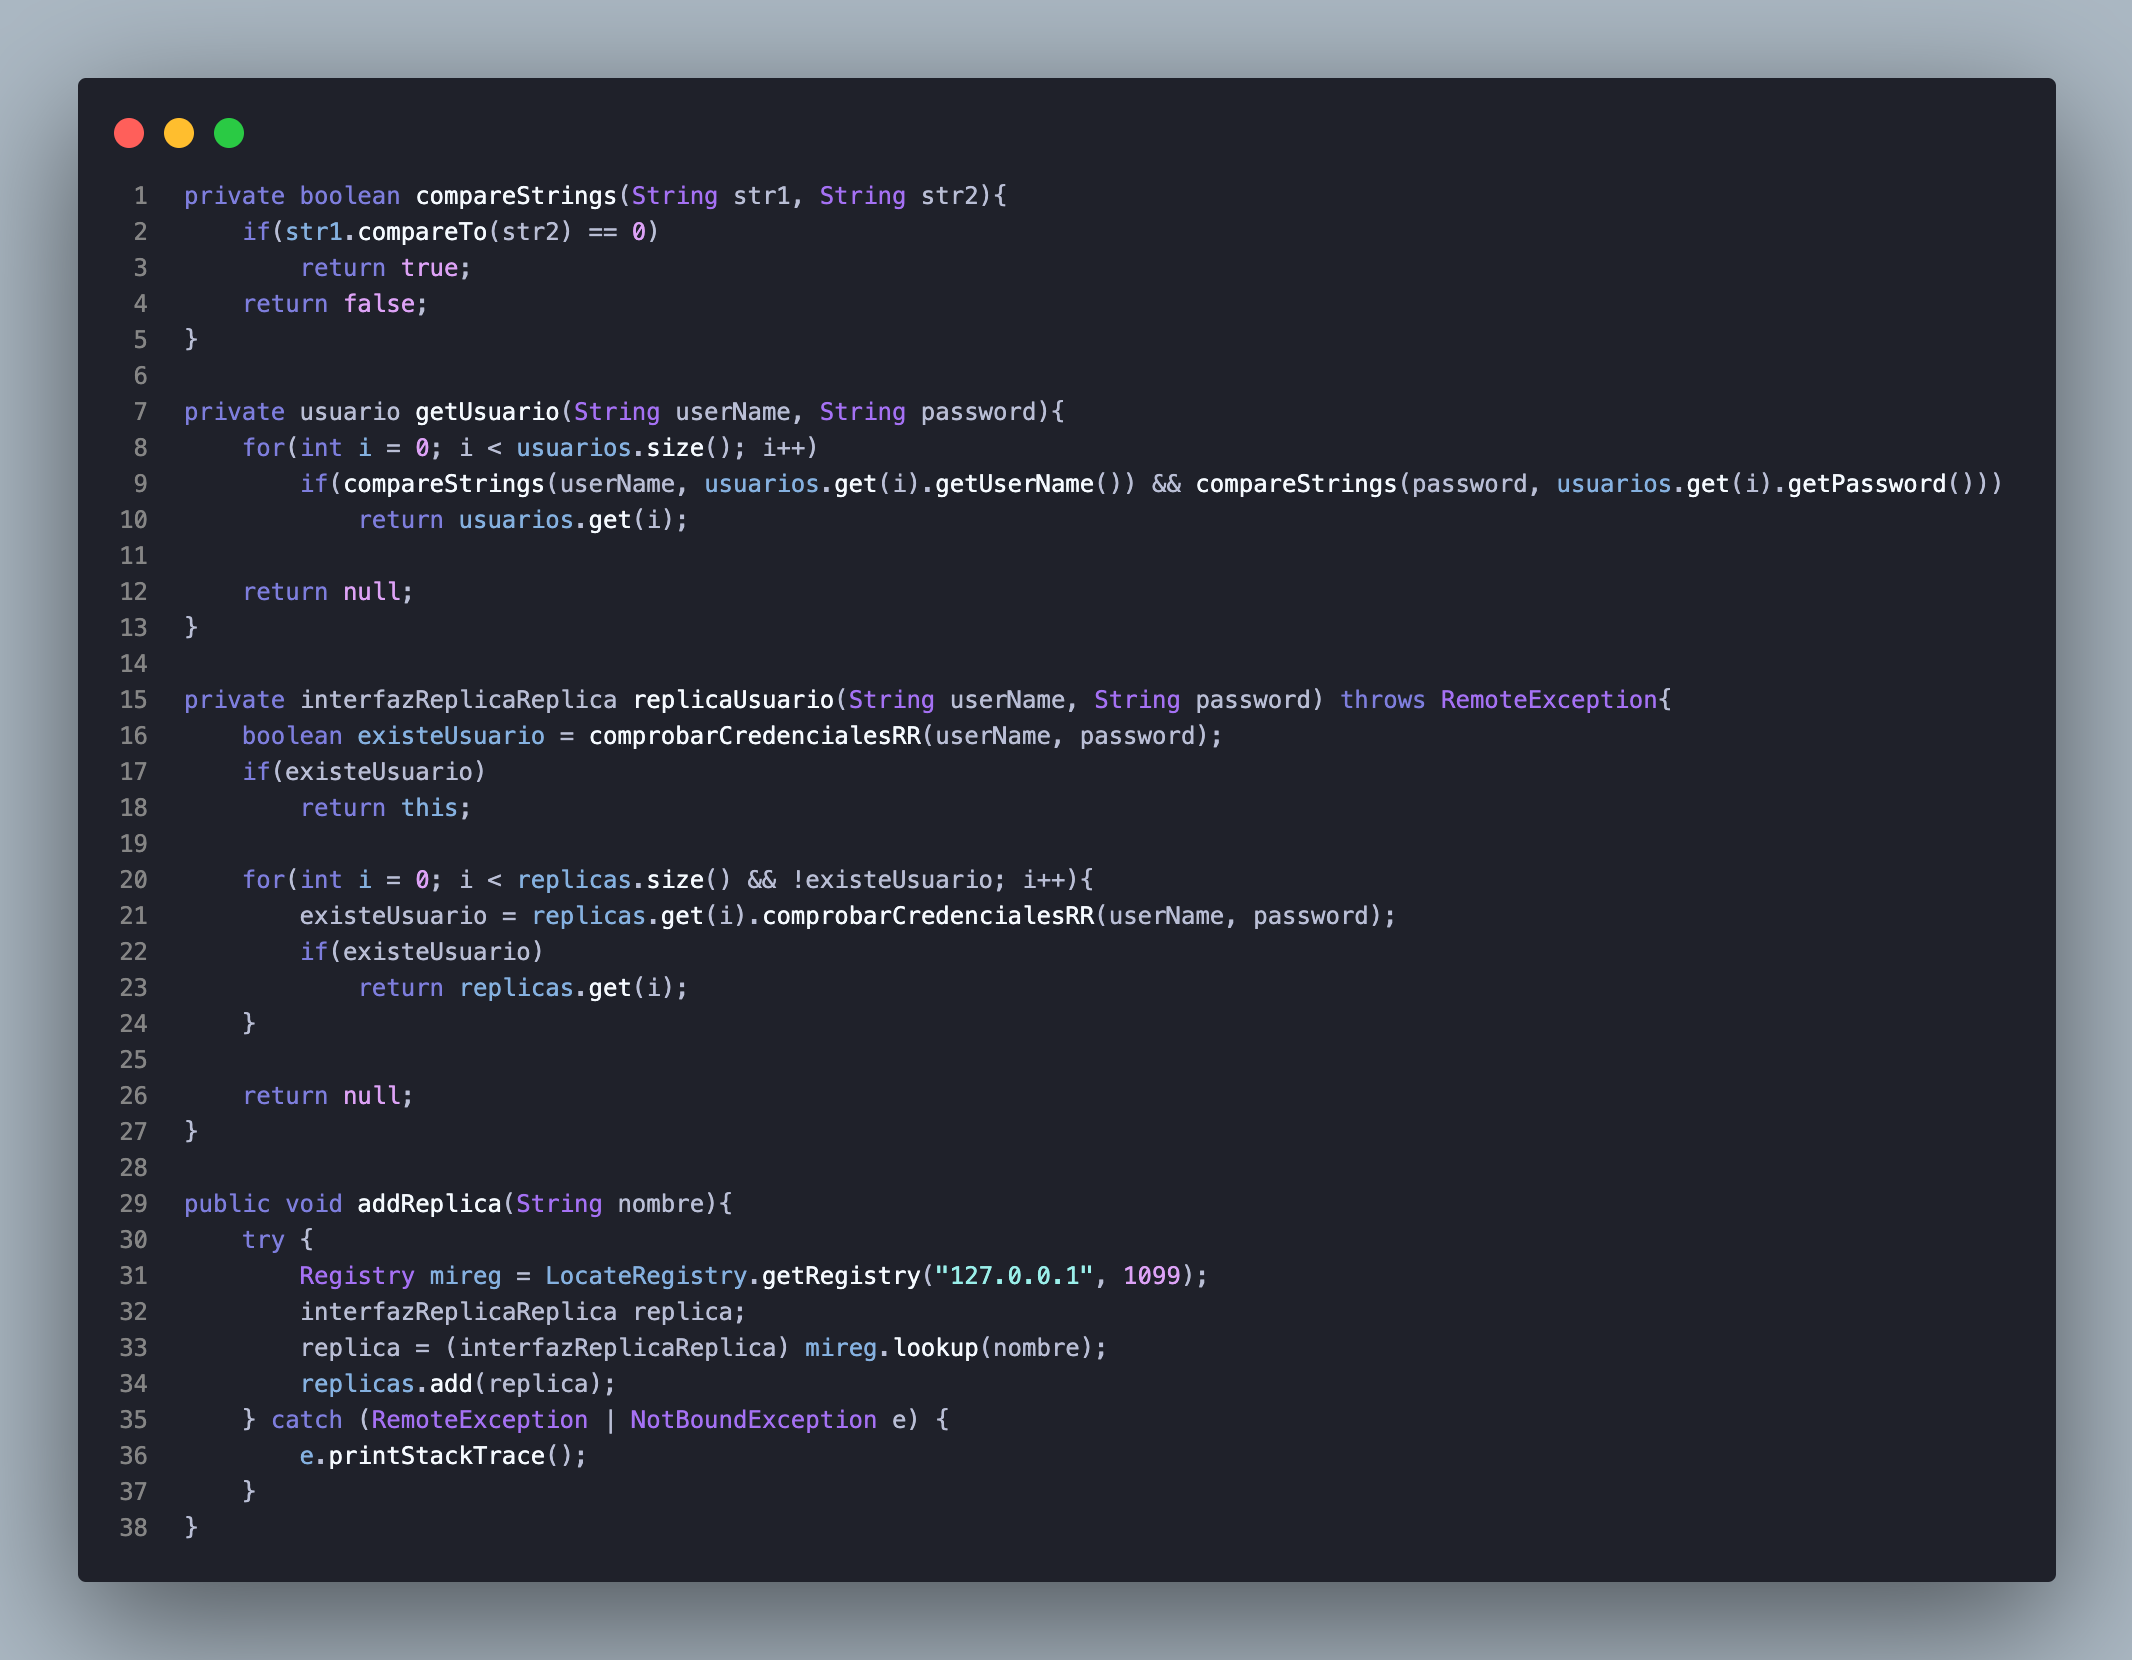 1 private boolean compareStrings(String str1, String str2){
2     if(str1.compareTo(str2) == 0)
3         return true;
4     return false;
5 }
6
7 private usuario getUsuario(String userName, String password){
8     for(int i = 0; i < usuarios.size(); i++)
9         if(compareStrings(userName, usuarios.get(i).getUserName()) && compareStrings(password, usuarios.get(i).getPassword()))
10             return usuarios.get(i);
11
12     return null;
13 }
14
15 private interfazReplicaReplica replicaUsuario(String userName, String password) throws RemoteException{
16     boolean existeUsuario = comprobarCredencialesRR(userName, password);
17     if(existeUsuario)
18         return this;
19
20     for(int i = 0; i < replicas.size() && !existeUsuario; i++){
21         existeUsuario = replicas.get(i).comprobarCredencialesRR(userName, password);
22         if(existeUsuario)
23             return replicas.get(i);
24     }
25
26     return null;
27 }
28
29 public void addReplica(String nombre){
30     try {
31         Registry mireg = LocateRegistry.getRegistry("127.0.0.1", 1099);
32         interfazReplicaReplica replica;
33         replica = (interfazReplicaReplica) mireg.lookup(nombre);
34         replicas.add(replica);
35     } catch (RemoteException | NotBoundException e) {
36         e.printStackTrace();
37     }
38 }